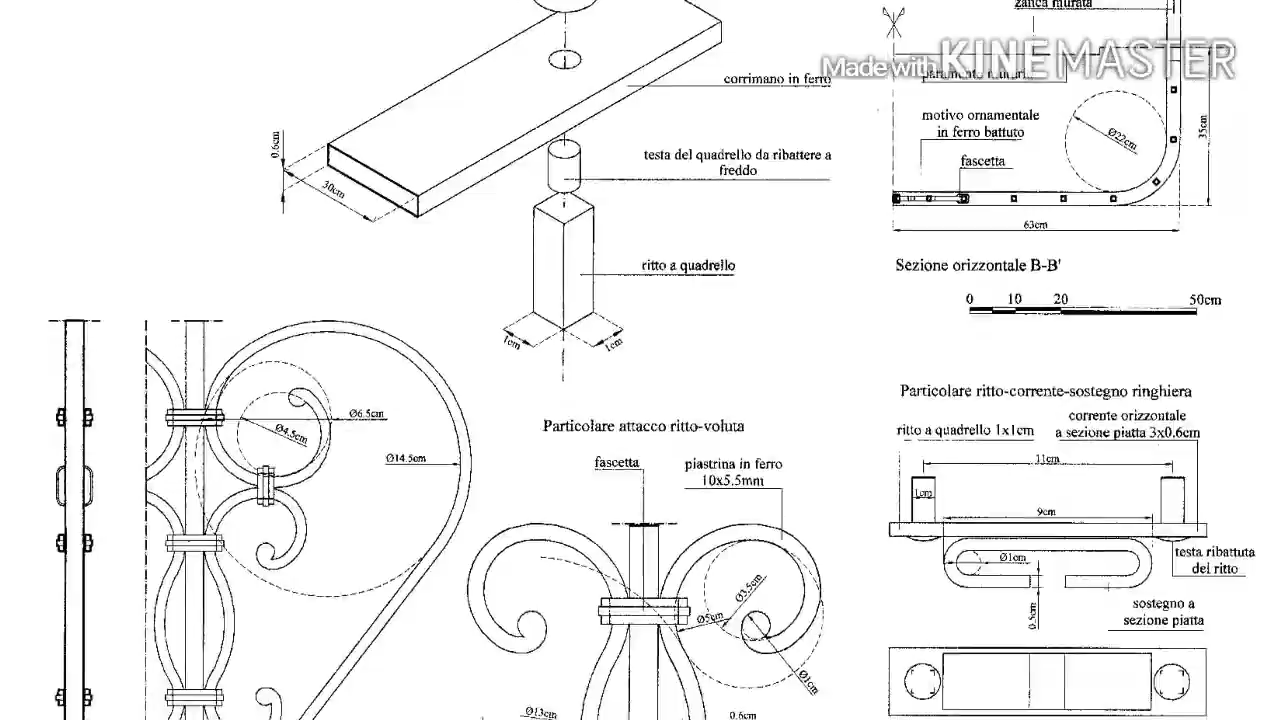 zanca murata
Made with KINEMASTER
corrimano in ferro
0.6cm
30cm
testa del quadrello da ribattere a
freddo
motivo ornamentale
in ferro battuto
fascetta
Ø22cm
35cm
63cm
ritto a quadrello
1cm
1cm
Sezione orizzontale B-B'
0 10 20 50cm
Particolare ritto-corrente-sostegno ringhiera
corrente orizzontale
a sezione piatta 3x0.6cm
ritto a quadrello 1x1cm
11cm
1cm
9cm
Ø1cm
testa ribattuta
del ritto
0.5cm
sostegno a
sezione piatta
Ø6.5cm
Ø4.5cm
Ø14.5cm
Particolare attacco ritto-voluta
fascetta
piastrina in ferro
10x5.5mm
Ø3.5cm
Ø5cm
Ø1cm
Ø13cm
0.6cm